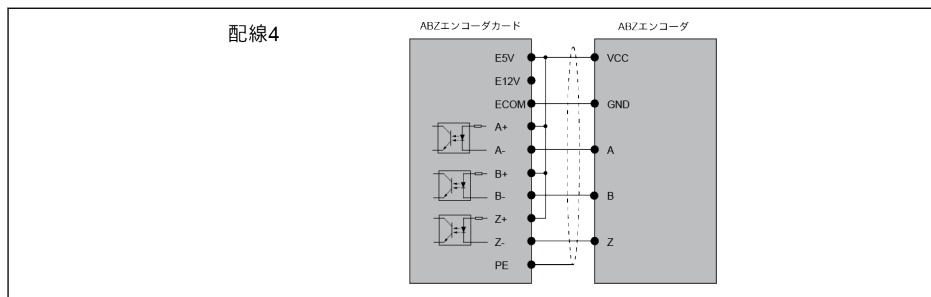 配線4
ABZエンコーダカード
ABZエンコーダ
E5V
VCC
E12V
ECOM
GND
A+
A-
A
B+
B-
B
Z+
Z-
Z
PE